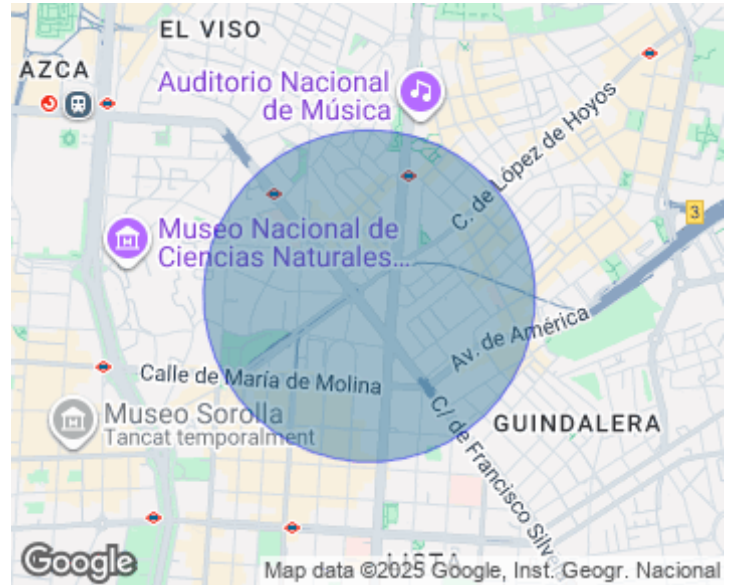 EL VISO
AZCA
Auditorio Nacional
de Música
C. de López de Hoyos
3
Museo Nacional de
Ciencias Naturales...
Av. de América
Calle de María de Molina
Museo Sorolla
Tancat temporalment
C/ de Francisco Silve
GUINDALERA
LISTA
Google
Map data ©2025 Google, Inst. Geogr. Nacional